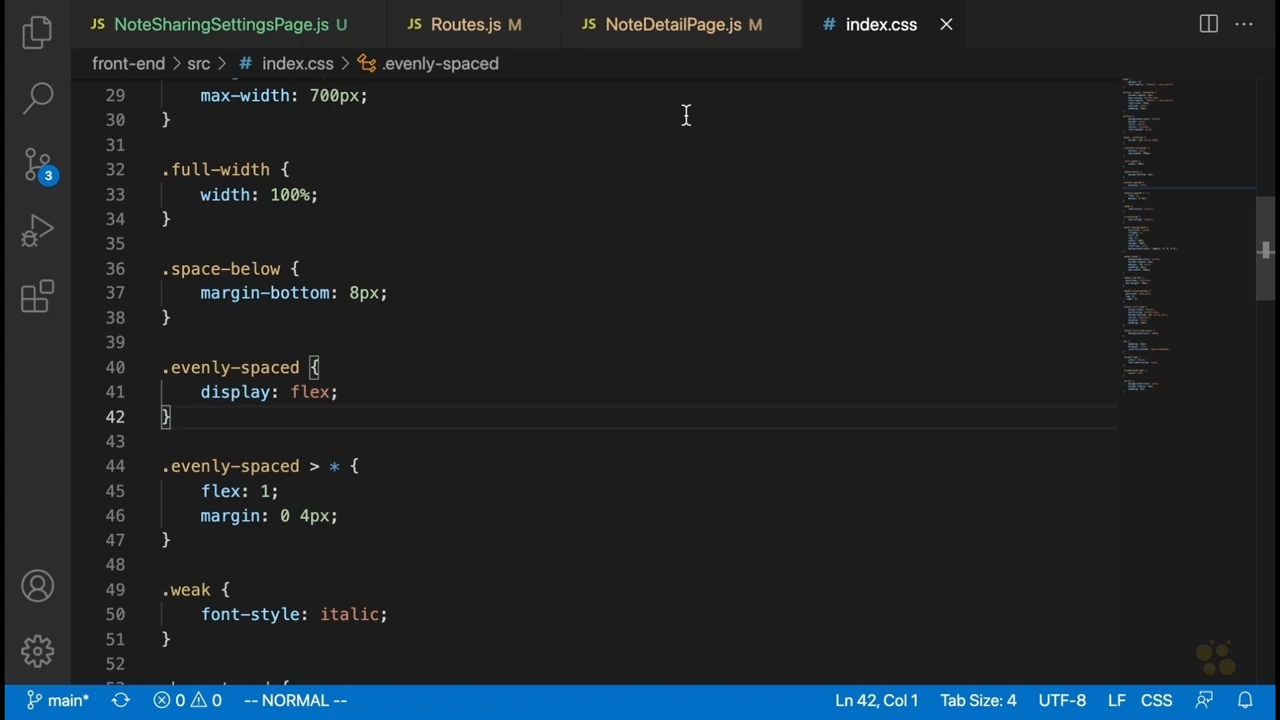 JS NoteSharingSettingsPage.js U
JS Routes.js M
JS NoteDetailPage.js M
# index.css
front-end > src > # index.css > .evenly-spaced
29 max-width: 700px;
30 }
31
32 .full-width {
33 width: 100%;
34 }
35
36 .space-below {
37 margin-bottom: 8px;
38 }
39
40 .evenly-spaced {
41 display: flex;
42 }
43
44 .evenly-spaced > * {
45 flex: 1;
46 margin: 0 4px;
47 }
48
49 .weak {
50 font-style: italic;
51 }
52
3
main* 0 0 -- NORMAL -- Ln 42, Col 1 Tab Size: 4 UTF-8 LF CSS